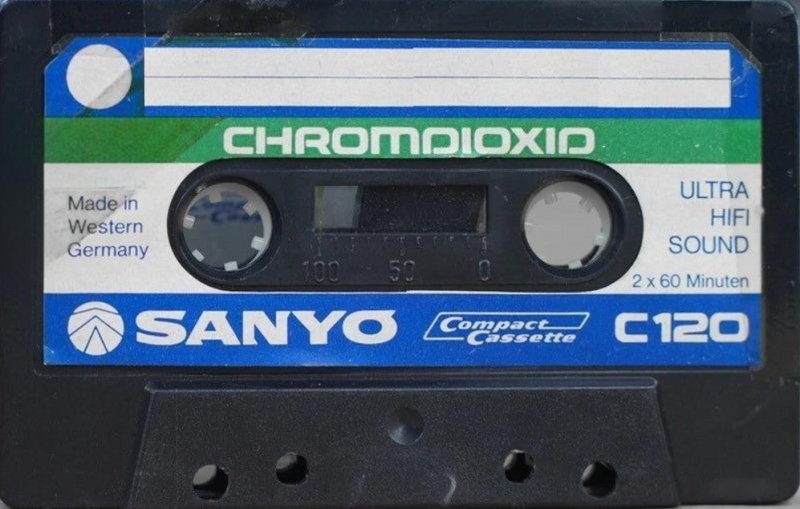 CHROMDIOXID
Made in
Western
Germany
ULTRA
HIFI
SOUND
2 x 60 Minuten
100 50 0
SANYO
Compact
Cassette
C120